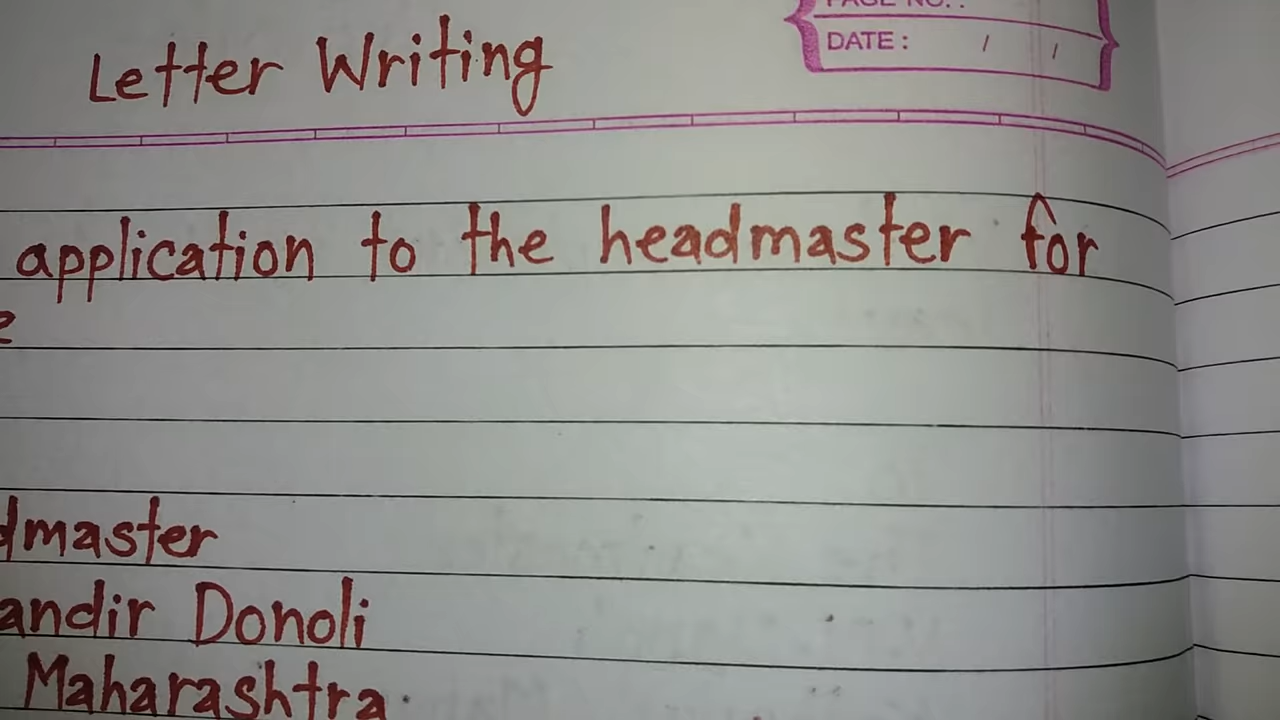 PAGE NO. :
DATE : / /
Letter Writing
application to the headmaster for
dmaster
andir Donoli
Maharashtra.